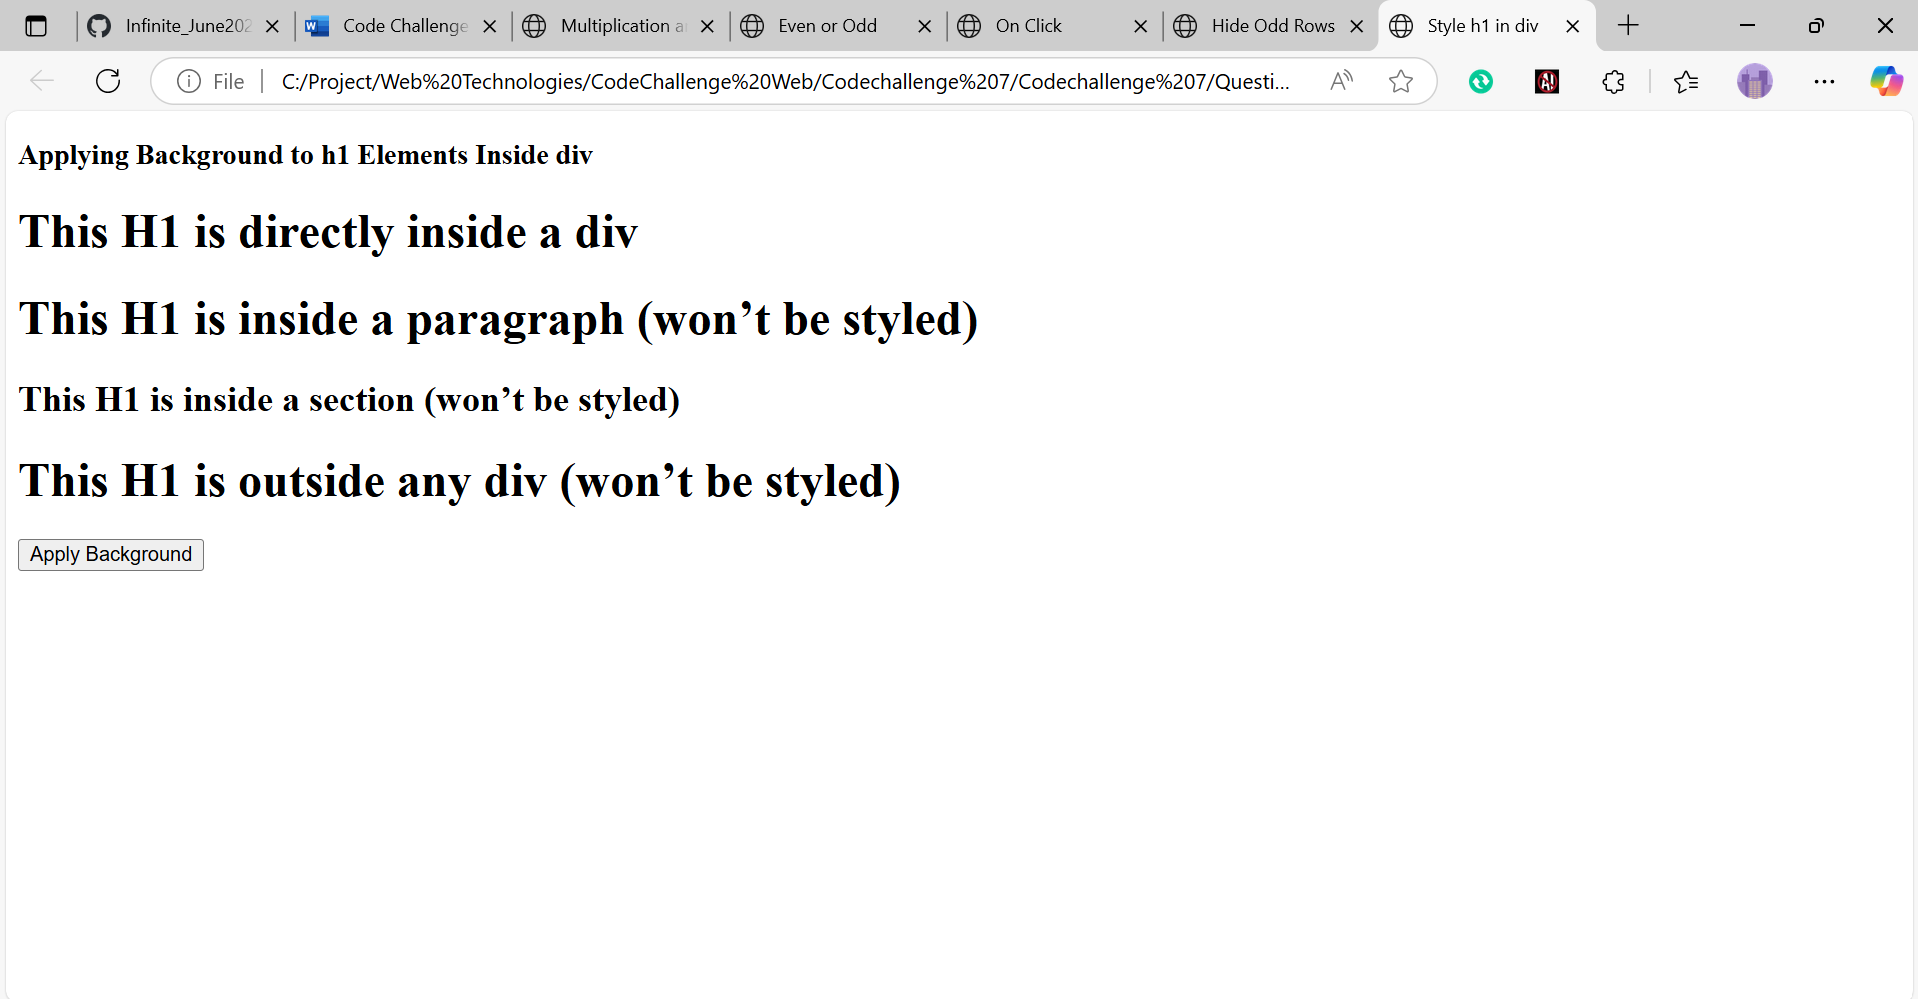 Infinite_June202
Code Challenge
Multiplication a
Even or Odd
On Click
Hide Odd Rows
Style h1 in div
File
C:/Project/Web%20Technologies/CodeChallenge%20Web/Codechallenge%207/Codechallenge%207/Questi...
Applying Background to h1 Elements Inside div
This H1 is directly inside a div
This H1 is inside a paragraph (won’t be styled)
This H1 is inside a section (won’t be styled)
This H1 is outside any div (won’t be styled)
Apply Background